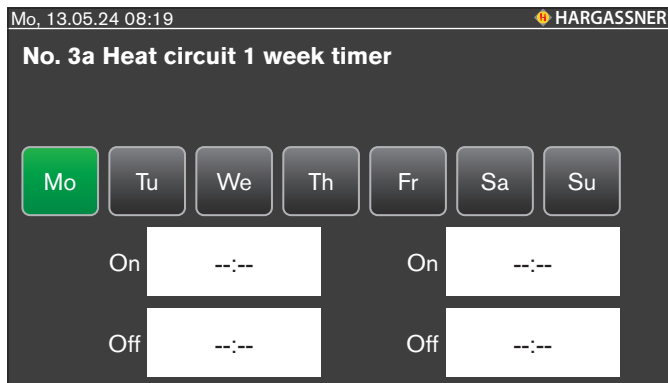 Mo, 13.05.24 08:19 H HARGASSNER
No. 3a Heat circuit 1 week timer
Mo Tu We Th Fr Sa Su
On --:-- On --:--
Off --:-- Off --:--